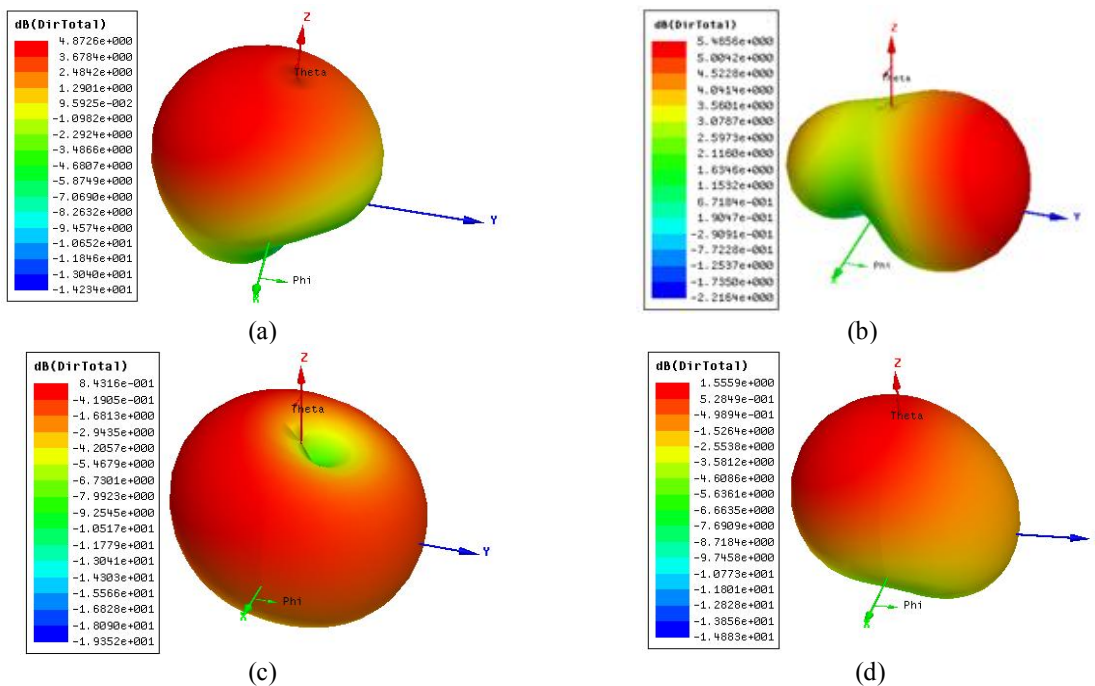 dB(DirTotal)
4.8726e+000
3.6784e+000
2.4842e+000
1.2901e+000
9.5925e-002
-1.0982e+000
-2.2924e+000
-3.4866e+000
-4.6807e+000
-5.8749e+000
-7.0690e+000
-8.2632e+000
-9.4574e+000
-1.0652e+001
-1.1846e+001
-1.3040e+001
-1.4234e+001
Z
Theta
Y
Phi
X
(a)
dB(DirTotal)
5.4856e+000
5.0042e+000
4.5228e+000
4.0414e+000
3.5601e+000
3.0787e+000
2.5973e+000
2.1160e+000
1.6346e+000
1.1532e+000
6.7184e-001
1.9047e-001
-2.9091e-001
-7.7228e-001
-1.2537e+000
-1.7350e+000
-2.2164e+000
Z
Theta
Y
Phi
X
(b)
dB(DirTotal)
8.4316e-001
-4.1905e-001
-1.6813e+000
-2.9435e+000
-4.2057e+000
-5.4679e+000
-6.7301e+000
-7.9923e+000
-9.2545e+000
-1.0517e+001
-1.1779e+001
-1.3041e+001
-1.4303e+001
-1.5566e+001
-1.6828e+001
-1.8090e+001
-1.9352e+001
Z
Theta
Y
Phi
X
(c)
dB(DirTotal)
1.5559e+000
5.2849e-001
-4.9894e-001
-1.5264e+000
-2.5538e+000
-3.5812e+000
-4.6086e+000
-5.6361e+000
-6.6635e+000
-7.6909e+000
-8.7184e+000
-9.7458e+000
-1.0773e+001
-1.1801e+001
-1.2828e+001
-1.3856e+001
-1.4883e+001
Z
Theta
Phi
X
(d)